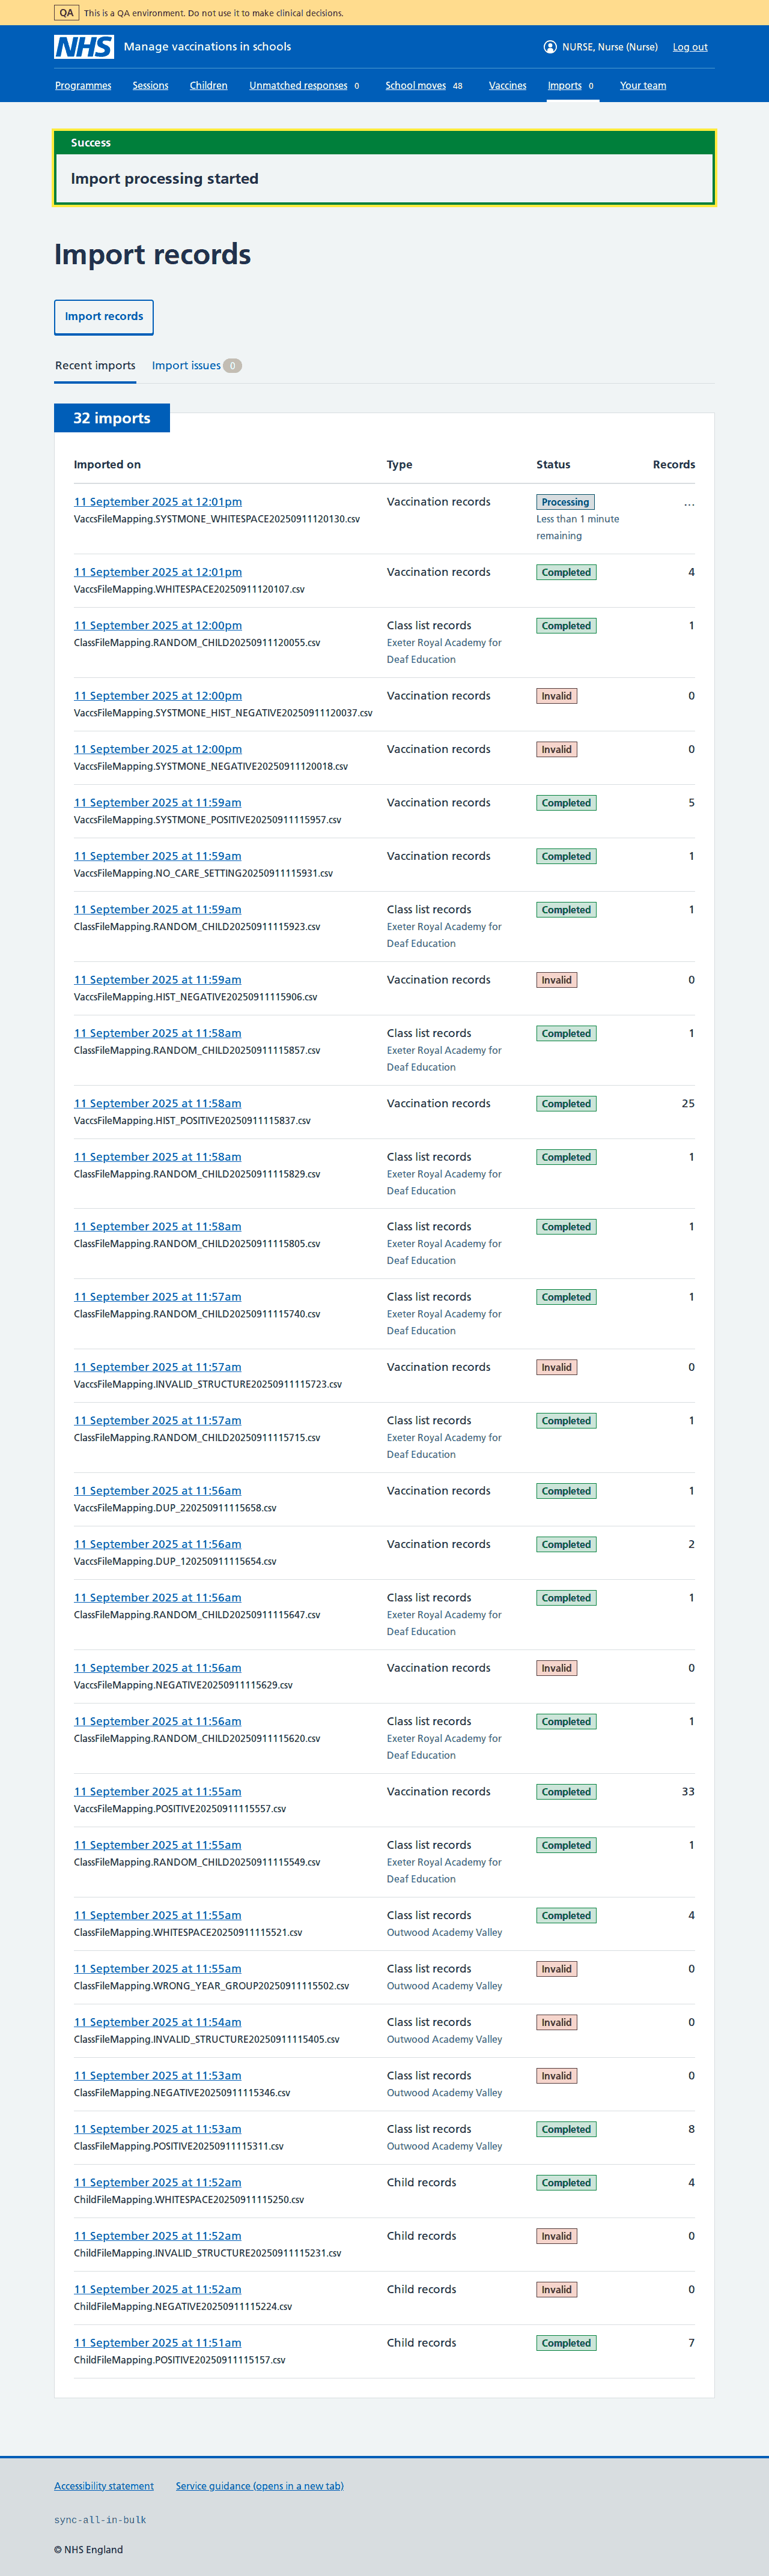 QA This is a QA environment. Do not use it to make clinical decisions.
NHS Manage vaccinations in schools NURSE, Nurse (Nurse) Log out
Programmes Sessions Children Unmatched responses 0 School moves 48 Vaccines Imports 0 Your team
Success
Import processing started
Import records
Import records
Recent imports Import issues 0
32 imports
Imported on Type Status Records
11 September 2025 at 12:01pm Vaccination records Processing ...
VaccsFileMapping.SYSTMONE_WHITESPACE20250911120130.csv Less than 1 minute
remaining
11 September 2025 at 12:01pm Vaccination records Completed 4
VaccsFileMapping.WHITESPACE20250911120107.csv
11 September 2025 at 12:00pm Class list records Completed 1
ClassFileMapping.RANDOM_CHILD20250911120055.csv Exeter Royal Academy for
Deaf Education
11 September 2025 at 12:00pm Vaccination records Invalid 0
VaccsFileMapping.SYSTMONE_HIST_NEGATIVE20250911120037.csv
11 September 2025 at 12:00pm Vaccination records Invalid 0
VaccsFileMapping.SYSTMONE_NEGATIVE20250911120018.csv
11 September 2025 at 11:59am Vaccination records Completed 5
VaccsFileMapping.SYSTMONE_POSITIVE20250911115957.csv
11 September 2025 at 11:59am Vaccination records Completed 1
VaccsFileMapping.NO_CARE_SETTING20250911115931.csv
11 September 2025 at 11:59am Class list records Completed 1
ClassFileMapping.RANDOM_CHILD20250911115923.csv Exeter Royal Academy for
Deaf Education
11 September 2025 at 11:59am Vaccination records Invalid 0
VaccsFileMapping.HIST_NEGATIVE20250911115906.csv
11 September 2025 at 11:58am Class list records Completed 1
ClassFileMapping.RANDOM_CHILD20250911115857.csv Exeter Royal Academy for
Deaf Education
11 September 2025 at 11:58am Vaccination records Completed 25
VaccsFileMapping.HIST_POSITIVE20250911115837.csv
11 September 2025 at 11:58am Class list records Completed 1
ClassFileMapping.RANDOM_CHILD20250911115829.csv Exeter Royal Academy for
Deaf Education
11 September 2025 at 11:58am Class list records Completed 1
ClassFileMapping.RANDOM_CHILD20250911115805.csv Exeter Royal Academy for
Deaf Education
11 September 2025 at 11:57am Class list records Completed 1
ClassFileMapping.RANDOM_CHILD20250911115740.csv Exeter Royal Academy for
Deaf Education
11 September 2025 at 11:57am Vaccination records Invalid 0
VaccsFileMapping.INVALID_STRUCTURE20250911115723.csv
11 September 2025 at 11:57am Class list records Completed 1
ClassFileMapping.RANDOM_CHILD20250911115715.csv Exeter Royal Academy for
Deaf Education
11 September 2025 at 11:56am Vaccination records Completed 1
VaccsFileMapping.DUP_220250911115658.csv
11 September 2025 at 11:56am Vaccination records Completed 2
VaccsFileMapping.DUP_120250911115654.csv
11 September 2025 at 11:56am Class list records Completed 1
ClassFileMapping.RANDOM_CHILD20250911115647.csv Exeter Royal Academy for
Deaf Education
11 September 2025 at 11:56am Vaccination records Invalid 0
VaccsFileMapping.NEGATIVE20250911115629.csv
11 September 2025 at 11:56am Class list records Completed 1
ClassFileMapping.RANDOM_CHILD20250911115620.csv Exeter Royal Academy for
Deaf Education
11 September 2025 at 11:55am Vaccination records Completed 33
VaccsFileMapping.POSITIVE20250911115557.csv
11 September 2025 at 11:55am Class list records Completed 1
ClassFileMapping.RANDOM_CHILD20250911115549.csv Exeter Royal Academy for
Deaf Education
11 September 2025 at 11:55am Class list records Completed 4
ClassFileMapping.WHITESPACE20250911115521.csv Outwood Academy Valley
11 September 2025 at 11:55am Class list records Invalid 0
ClassFileMapping.WRONG_YEAR_GROUP20250911115502.csv Outwood Academy Valley
11 September 2025 at 11:54am Class list records Invalid 0
ClassFileMapping.INVALID_STRUCTURE20250911115405.csv Outwood Academy Valley
11 September 2025 at 11:53am Class list records Invalid 0
ClassFileMapping.NEGATIVE20250911115346.csv Outwood Academy Valley
11 September 2025 at 11:53am Class list records Completed 8
ClassFileMapping.POSITIVE20250911115311.csv Outwood Academy Valley
11 September 2025 at 11:52am Child records Completed 4
ChildFileMapping.WHITESPACE20250911115250.csv
11 September 2025 at 11:52am Child records Invalid 0
ChildFileMapping.INVALID_STRUCTURE20250911115231.csv
11 September 2025 at 11:52am Child records Invalid 0
ChildFileMapping.NEGATIVE20250911115224.csv
11 September 2025 at 11:51am Child records Completed 7
ChildFileMapping.POSITIVE20250911115157.csv
Accessibility statement Service guidance (opens in a new tab)
sync-all-in-bulk
© NHS England